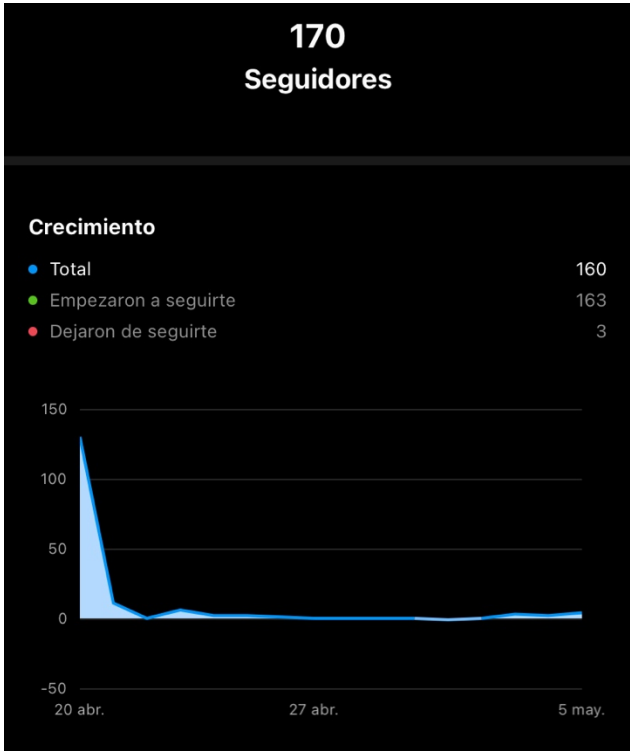 170
Seguidores
Crecimiento
Total 160
Empezaron a seguirte 163
Dejaron de seguirte 3
150
100
50
0
-50
20 abr. 27 abr. 5 may.